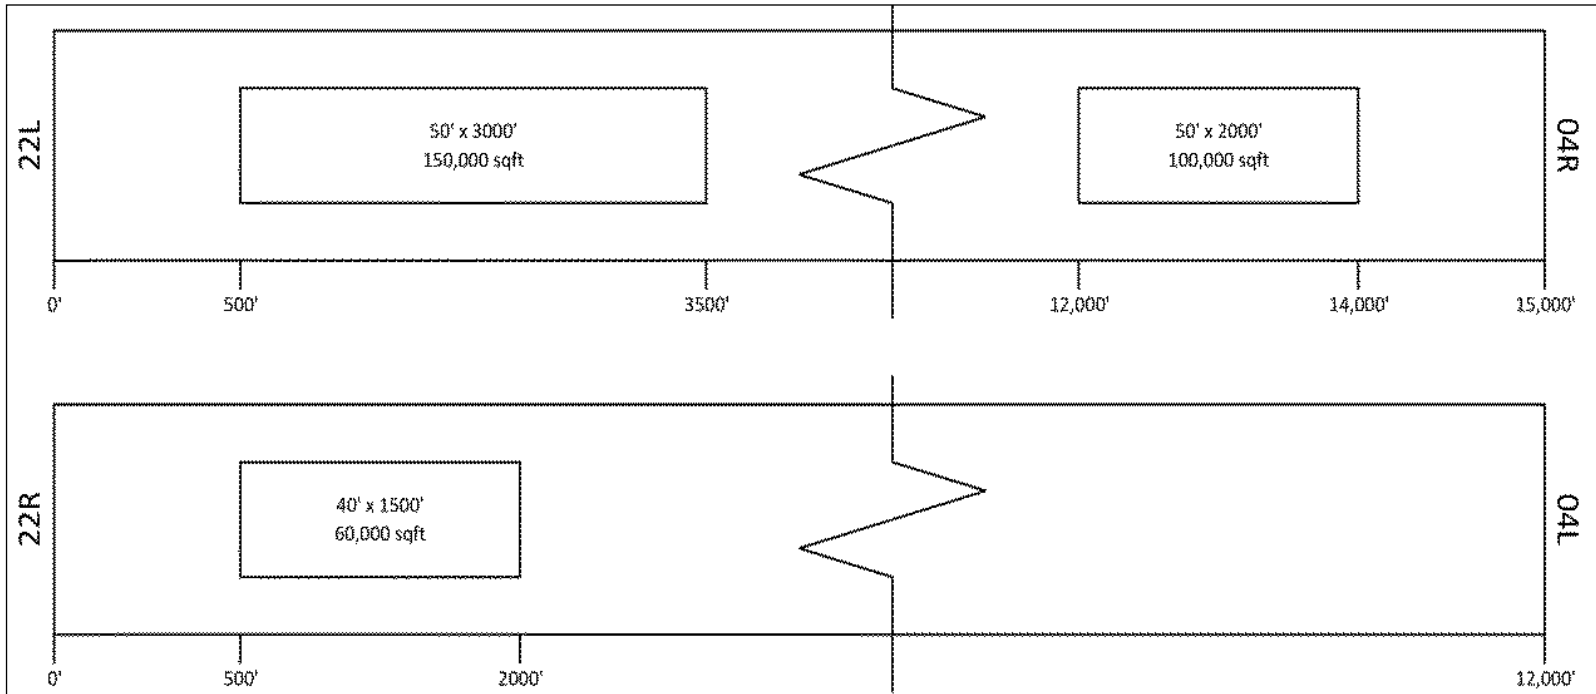 22L
50' x 3000'
150,000 sqft
50' x 2000'
100,000 sqft
04R
0'
500'
3500'
12,000'
14,000'
15,000'
22R
40' x 1500'
60,000 sqft
04L
0'
500'
2000'
12,000'